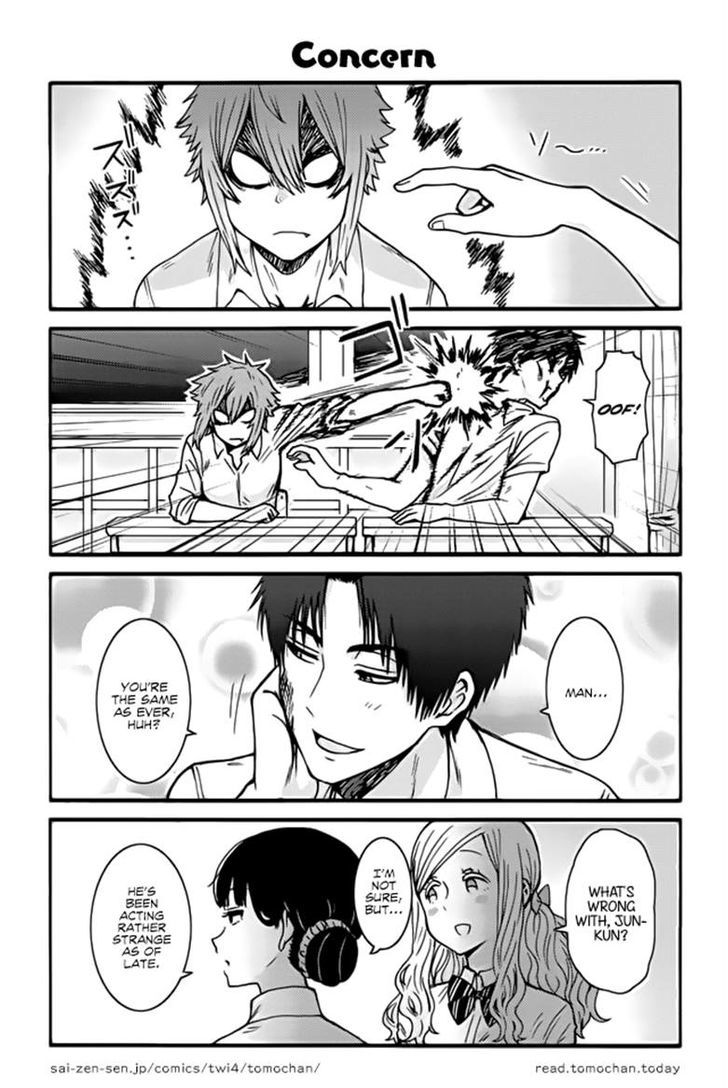 Concern
ソ〜…
ズズズ…
ゴッ
OOF!
MAN...
YOU'RE
THE SAME
AS EVER,
HUH?
WHAT'S
WRONG
WITH, JUN-
KUN?
I'M
NOT
SURE,
BUT...
HE'S
BEEN
ACTING
RATHER
STRANGE
AS OF
LATE.
sai-zen-sen.jp/comics/twi4/tomochan/
read.tomochan.today